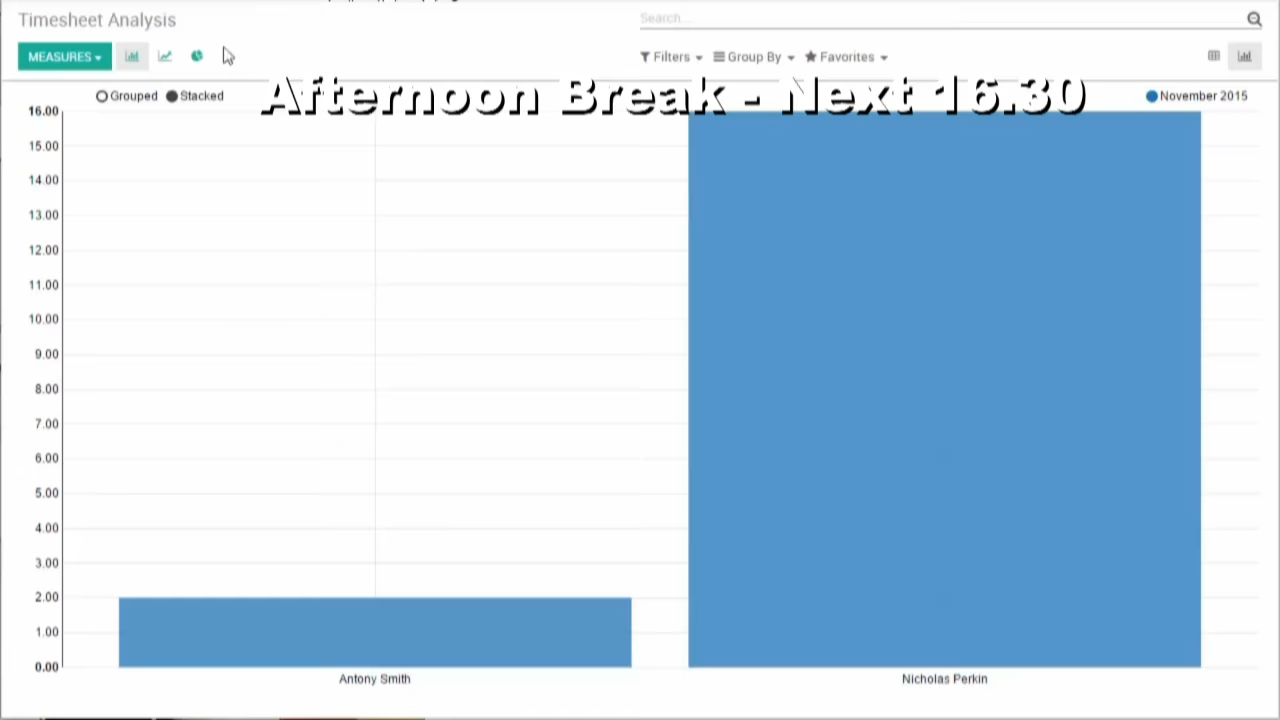 Timesheet Analysis
Search...
MEASURES
Filters
Group By
Favorites
Afternoon Break - Next 16.30
Grouped
Stacked
November 2015
16.00
15.00
14.00
13.00
12.00
11.00
10.00
9.00
8.00
7.00
6.00
5.00
4.00
3.00
2.00
1.00
0.00
Antony Smith
Nicholas Perkin